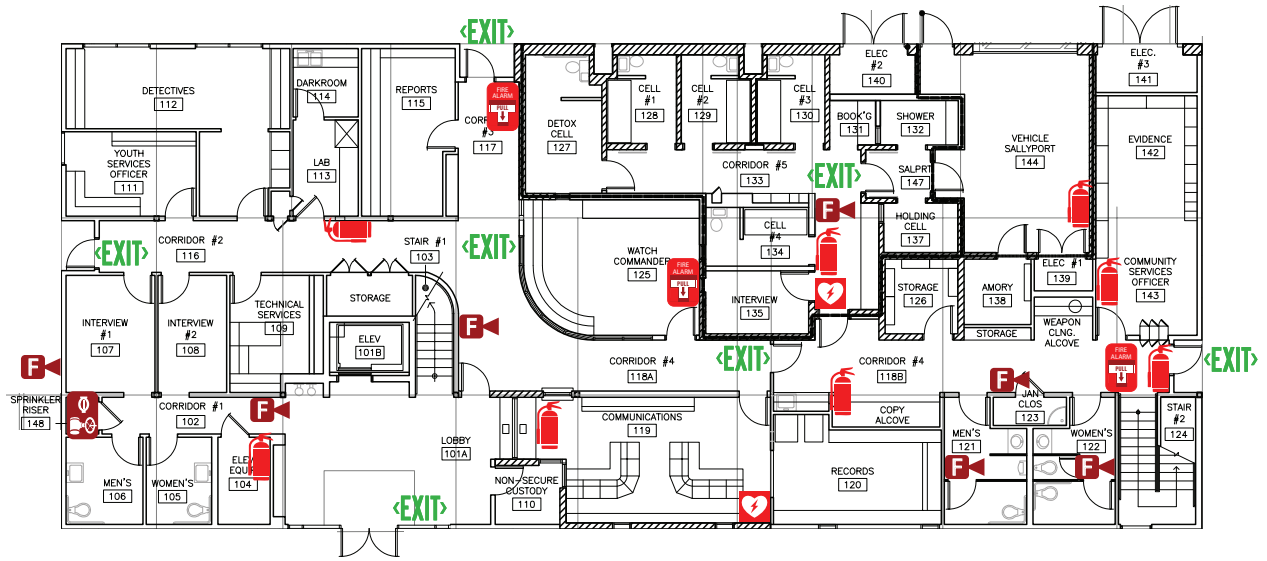 <EXIT>
DETECTIVES
112
DARKROOM
114
REPORTS
115
FIRE
ALARM
PULL
CORR
#3
117
YOUTH
SERVICES
OFFICER
111
LAB
113
DETOX
CELL
127
CELL
#1
128
CELL
#2
129
CELL
#3
130
ELEC
#2
140
BOOK'G
131
SHOWER
132
VEHICLE
SALLYPORT
144
ELEC.
#3
141
EVIDENCE
142
CORRIDOR #5
133
<EXIT>
SALPRT
147
F
HOLDING
CELL
137
CELL
#4
134
CORRIDOR #2
116
<EXIT>
STAIR #1
103
<EXIT>
WATCH
COMMANDER
125
FIRE
ALARM
PULL
INTERVIEW
135
STORAGE
126
AMORY
138
ELEC #1
139
COMMUNITY
SERVICES
OFFICER
143
STORAGE
WEAPON
CLNG.
ALCOVE
INTERVIEW
#1
107
INTERVIEW
#2
108
TECHNICAL
SERVICES
109
STORAGE
ELEV
101B
F
F
CORRIDOR #4
118A
<EXIT>
CORRIDOR #4
118B
FIRE
ALARM
PULL
<EXIT>
F
JAN
CLOS
123
SPRINKLER
RISER
148
CORRIDOR #1
102
F
LOBBY
101A
COMMUNICATIONS
119
COPY
ALCOVE
STAIR
#2
124
MEN'S
121
F
WOMEN'S
122
F
MEN'S
106
WOMEN'S
105
ELEV
EQUIP
104
NON-SECURE
CUSTODY
110
RECORDS
120
<EXIT>